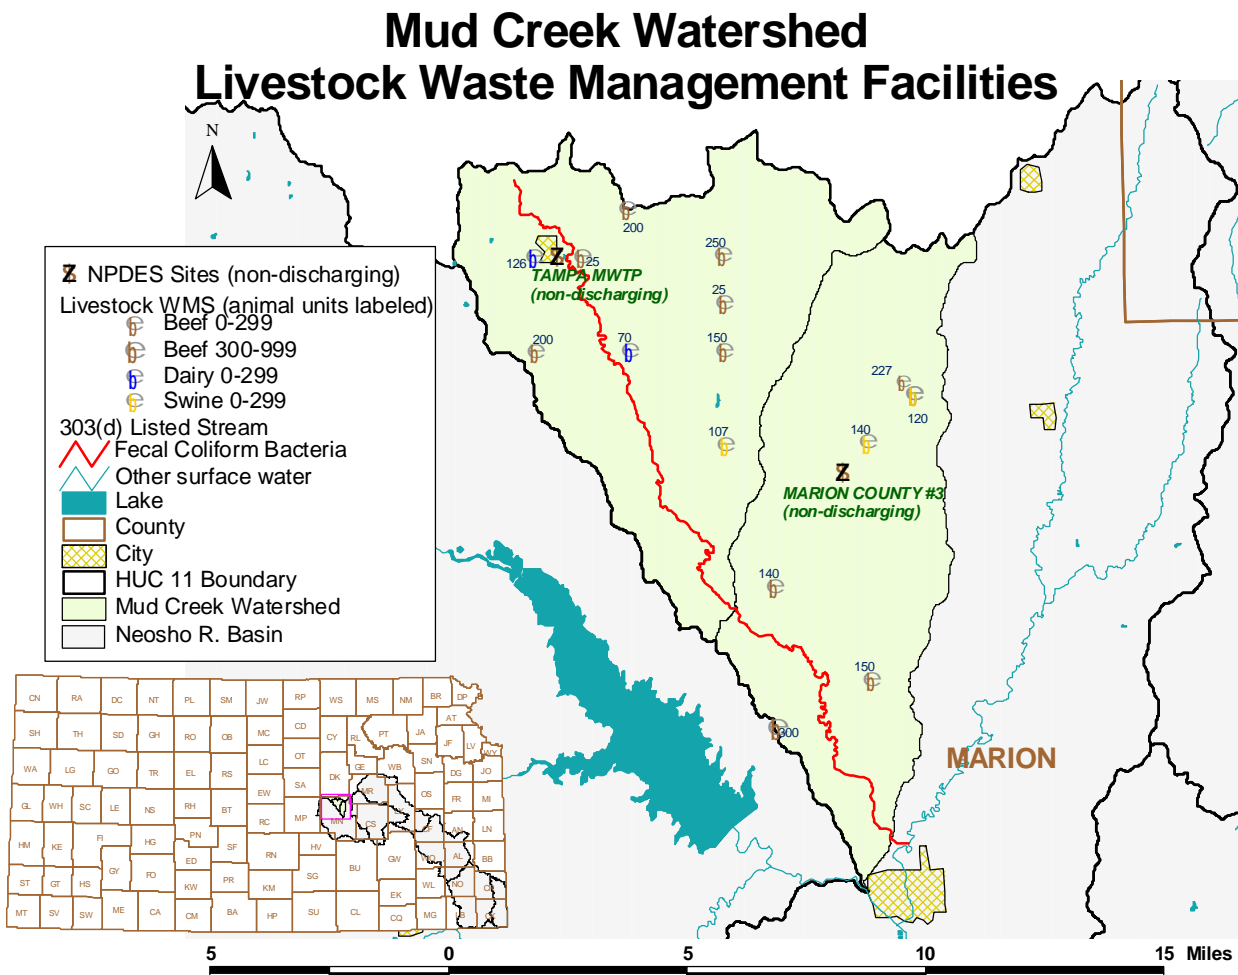 Mud Creek Watershed
Livestock Waste Management Facilities
N
200
250
126
25
TAMPA MWTP
(non-discharging)
25
200
70
150
227
120
107
140
MARION COUNTY #3
(non-discharging)
140
150
300
MARION
Z NPDES Sites (non-discharging)
Livestock WMS (animal units labeled)
Beef 0-299
Beef 300-999
Dairy 0-299
Swine 0-299
303(d) Listed Stream
Fecal Coliform Bacteria
Other surface water
Lake
County
City
HUC 11 Boundary
Mud Creek Watershed
Neosho R. Basin
CN RA DC NT PL SM JW RP WS MS NM BR DP
SH TH SD GH RO OB MC CD CY RL PT JA AT
JF LV WY
WA LG GO TR EL RS LC OT DK GE WB SN DG JO
EW SA MR OS FR MI
GL WH SC LE NS RH BT RC MP MN CS LN
HM KE FI HG PN SF RN HV BU GW AL BB
ST GT HS GY FO ED KW PR KM SG EK WL NO
MT SV SW ME CA CM BA HP SU CL CQ MG
5 0 5 10 15 Miles